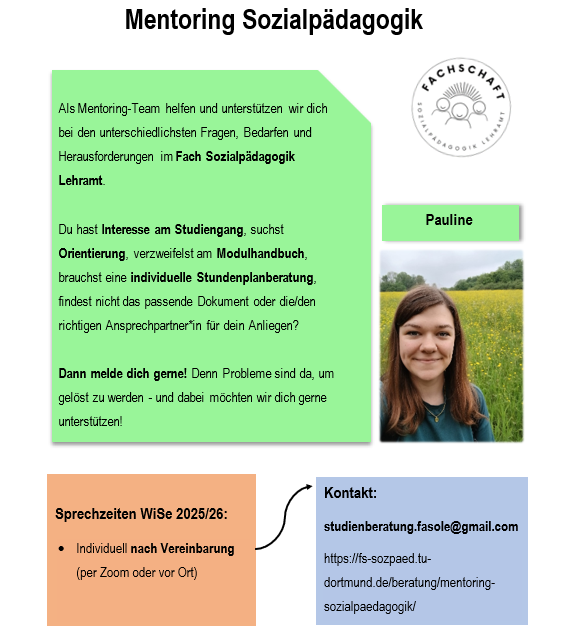 Mentoring Sozialpädagogik
Als Mentoring-Team helfen und unterstützen wir dich
bei den unterschiedlichsten Fragen, Bedarfen und
Herausforderungen im Fach Sozialpädagogik
Lehramt.
Du hast Interesse am Studiengang, suchst
Orientierung, verzweifelst am Modulhandbuch,
brauchst eine individuelle Stundenplanberatung,
findest nicht das passende Dokument oder die/den
richtigen Ansprechpartner*in für dein Anliegen?
Dann melde dich gerne! Denn Probleme sind da, um
gelöst zu werden - und dabei möchten wir dich gerne
unterstützen!
FACHSCHAFT
SOZIALPÄDAGOGIK LEHRAMT
Pauline
Sprechzeiten WiSe 2025/26:
• Individuell nach Vereinbarung
(per Zoom oder vor Ort)
Kontakt:
studienberatung.fasole@gmail.com
https://fs-sozpaed.tu-
dortmund.de/beratung/mentoring-
sozialpaedagogik/